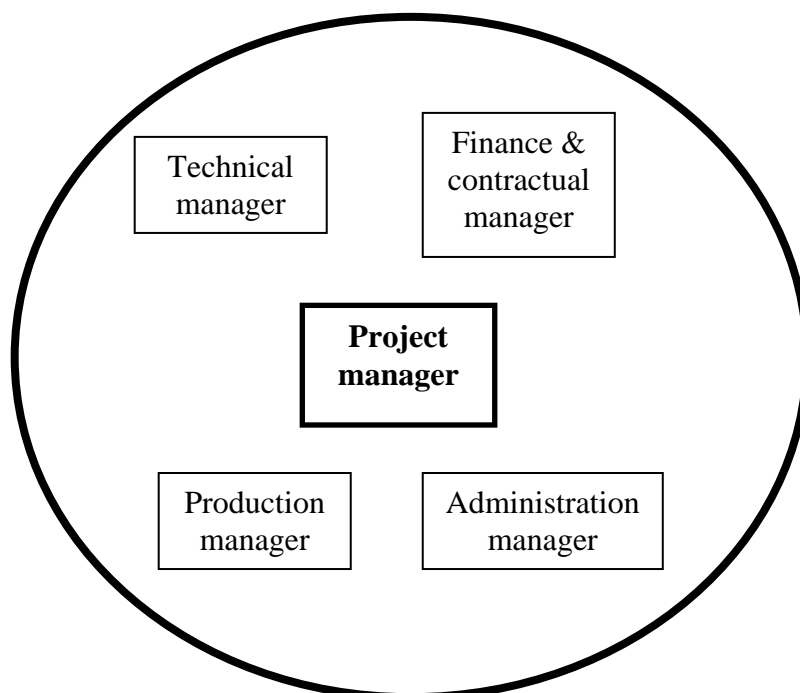 Technical
manager
Finance &
contractual
manager
Project
manager
Production
manager
Administration
manager